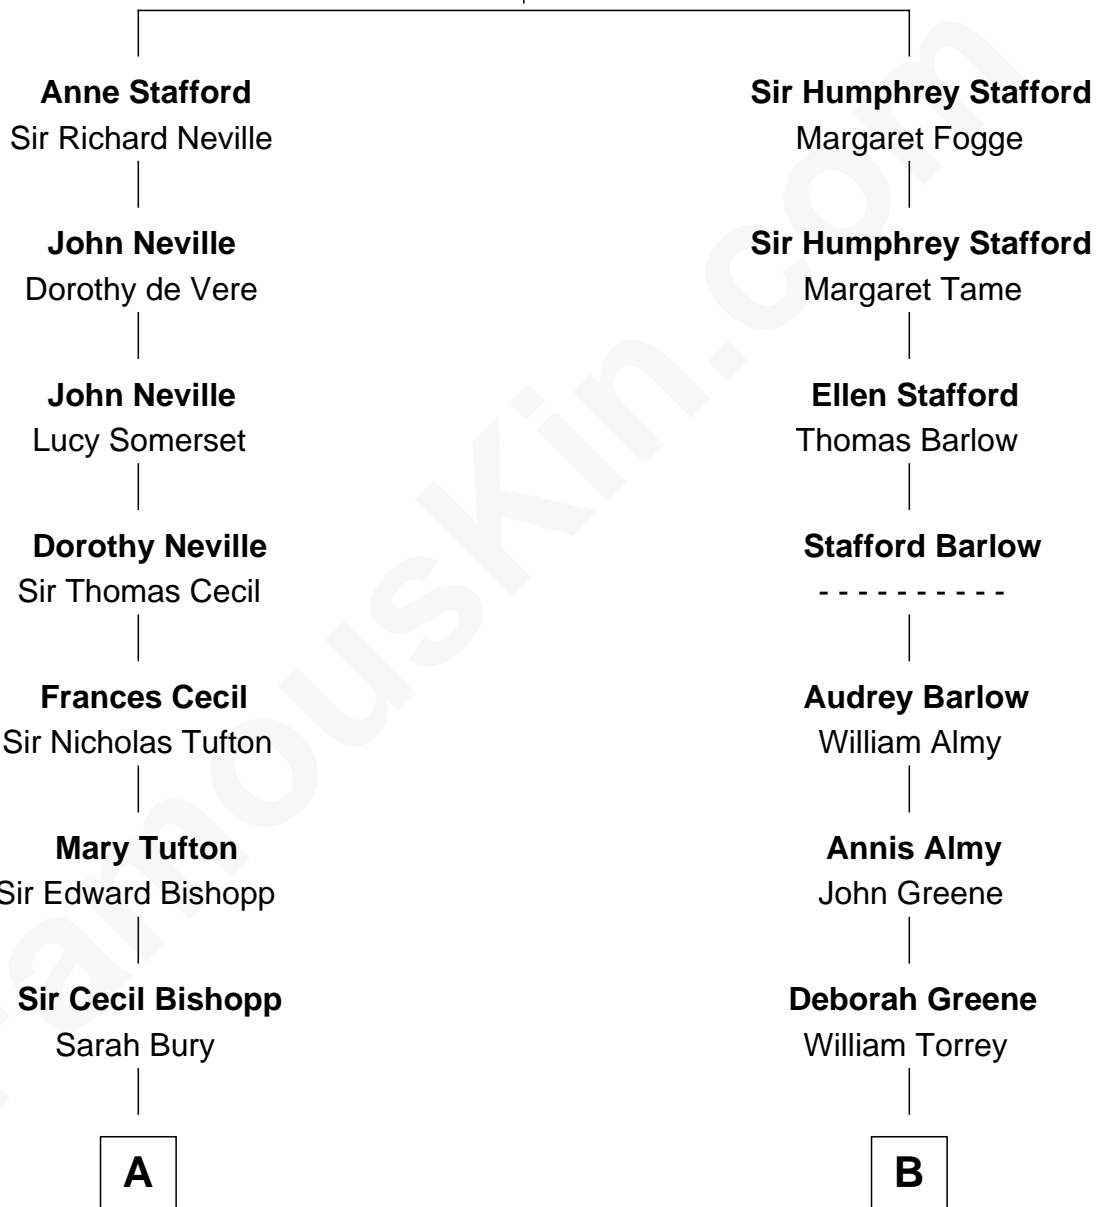 Anne Stafford
Sir Richard Neville
Sir Humphrey Stafford
Margaret Fogge
John Neville
Dorothy de Vere
Sir Humphrey Stafford
Margaret Tame
John Neville
Lucy Somerset
Ellen Stafford
Thomas Barlow
Dorothy Neville
Sir Thomas Cecil
Stafford Barlow
- - - - - - - - - -
Frances Cecil
Sir Nicholas Tufton
Audrey Barlow
William Almy
Mary Tufton
Sir Edward Bishopp
Annis Almy
John Greene
Sir Cecil Bishopp
Sarah Bury
Deborah Greene
William Torrey
A
B
FamousKin.com